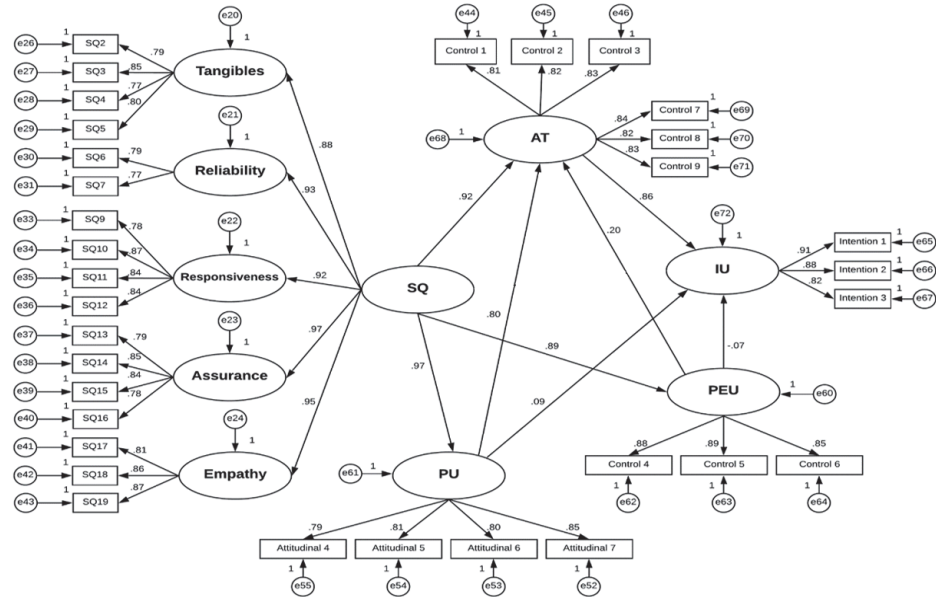 e20
1
e26 1 SQ2
e27 1 SQ3
e28 1 SQ4
e29 1 SQ5
.79
.85
.77
.80
Tangibles
e21
1
e30 1 SQ6
e31 1 SQ7
.79
.77
Reliability
e22
1
e33 1 SQ9
e34 1 SQ10
e35 1 SQ11
e36 1 SQ12
.78
.87
.84
.84
Responsiveness
e23
1
e37 1 SQ13
e38 1 SQ14
e39 1 SQ15
e40 1 SQ16
.79
.85
.84
.78
Assurance
e24
1
e41 1 SQ17
e42 1 SQ18
e43 1 SQ19
.81
.86
.87
Empathy
.88
.93
.92
.97
.95
SQ
.92
.97
.89
e44 e45 e46
1 1 1
Control 1 Control 2 Control 3
.81 .82 .83
e68 1 AT
.84 Control 7 1 e69
.82 Control 8 1 e70
.83 Control 9 1 e71
.86
.20
.80
.09
-.07
e72
1
IU
.91 Intention 1 1 e65
.88 Intention 2 1 e66
.82 Intention 3 1 e67
PEU 1 e60
.88 .89 .85
Control 4 Control 5 Control 6
1 1 1
e62 e63 e64
e61 1 PU
.79 .81 .80 .85
Attitudinal 4 Attitudinal 5 Attitudinal 6 Attitudinal 7
1 1 1 1
e55 e54 e53 e52